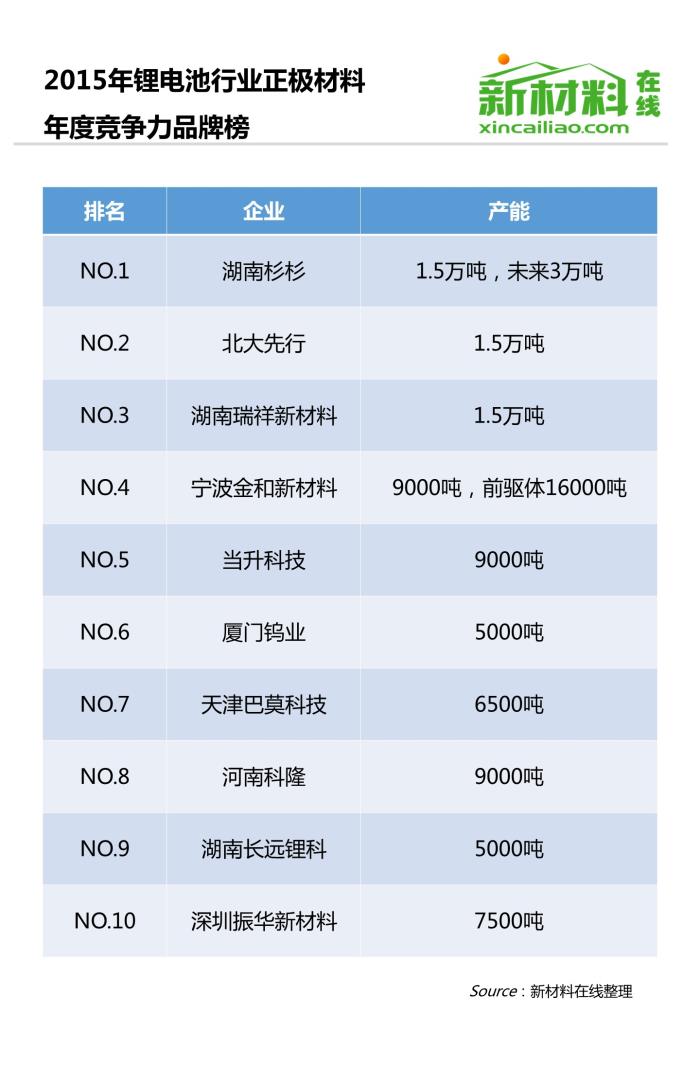 2015年锂电池行业正极材料
年度竞争力品牌榜
新材料在线
xincailiao.com
排名 企业 产能
NO.1 湖南杉杉 1.5万吨，未来3万吨
NO.2 北大先行 1.5万吨
NO.3 湖南瑞祥新材料 1.5万吨
NO.4 宁波金和新材料 9000吨，前驱体16000吨
NO.5 当升科技 9000吨
NO.6 厦门钨业 5000吨
NO.7 天津巴莫科技 6500吨
NO.8 河南科隆 9000吨
NO.9 湖南长远锂科 5000吨
NO.10 深圳振华新材料 7500吨
Source：新材料在线整理